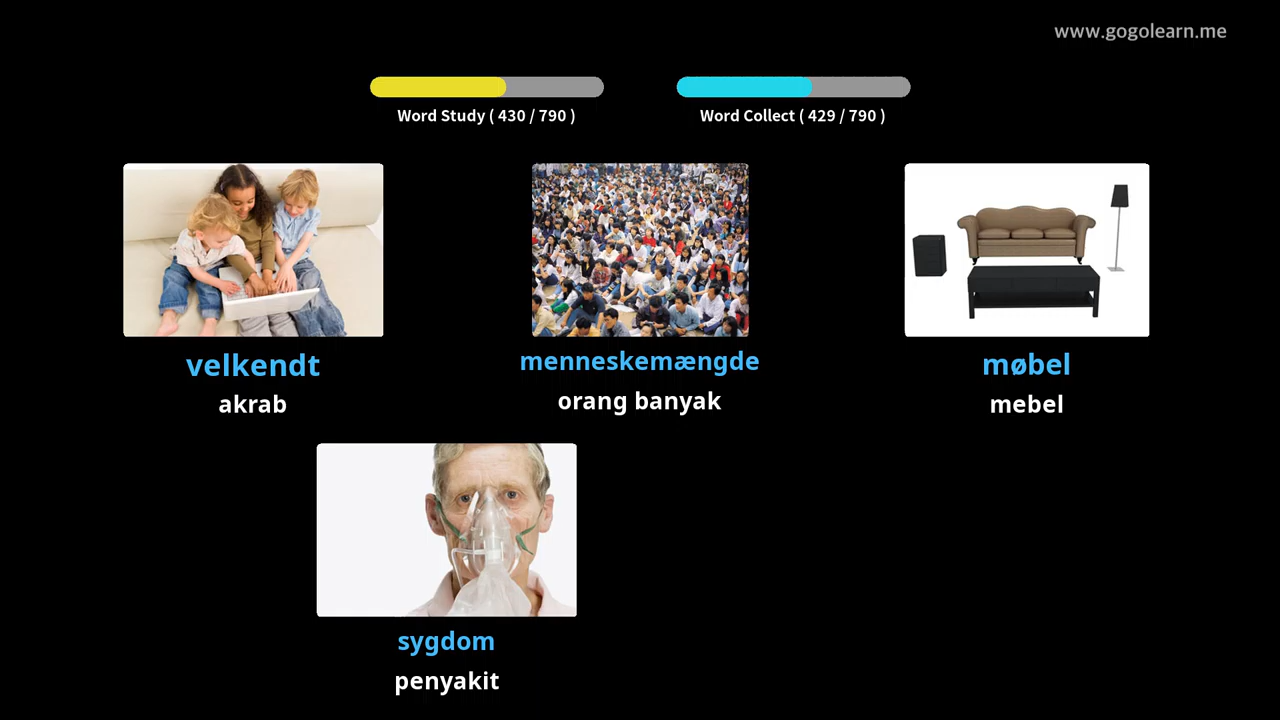 www.gogolearn.me
Word Study ( 430 / 790 )
Word Collect ( 429 / 790 )
velkendt
akrab
menneskemængde
orang banyak
møbel
mebel
sygdom
penyakit